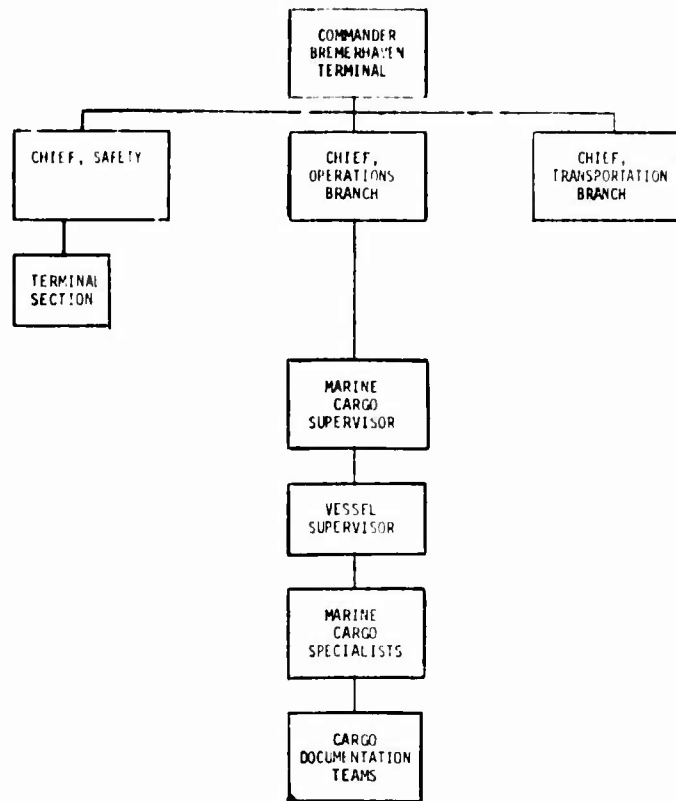 COMMANDER
BREMERHAVEN
TERMINAL
CHIEF, SAFETY
CHIEF,
OPERATIONS
BRANCH
CHIEF,
TRANSPORTATION
BRANCH
TERMINAL
SECTION
MARINE
CARGO
SUPERVISOR
VESSEL
SUPERVISOR
MARINE
CARGO
SPECIALISTS
CARGO
DOCUMENTATION
TEAMS